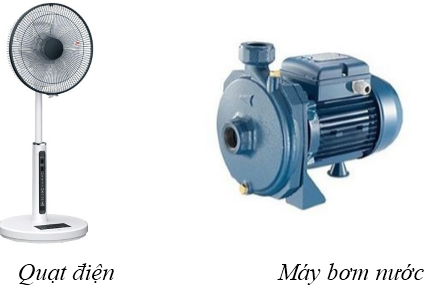 Quạt điện
Máy bơm nước